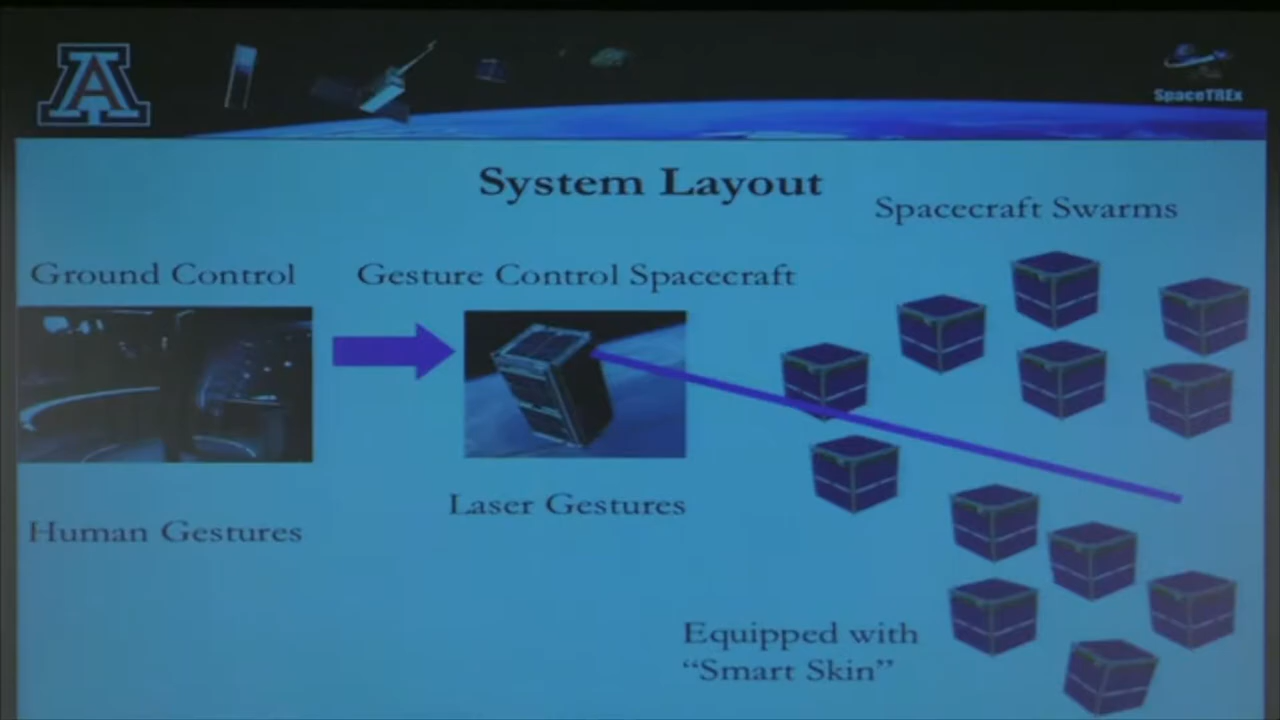 A
SpaceTREx
System Layout
Spacecraft Swarms
Ground Control
Gesture Control Spacecraft
Laser Gestures
Human Gestures
Equipped with
“Smart Skin”